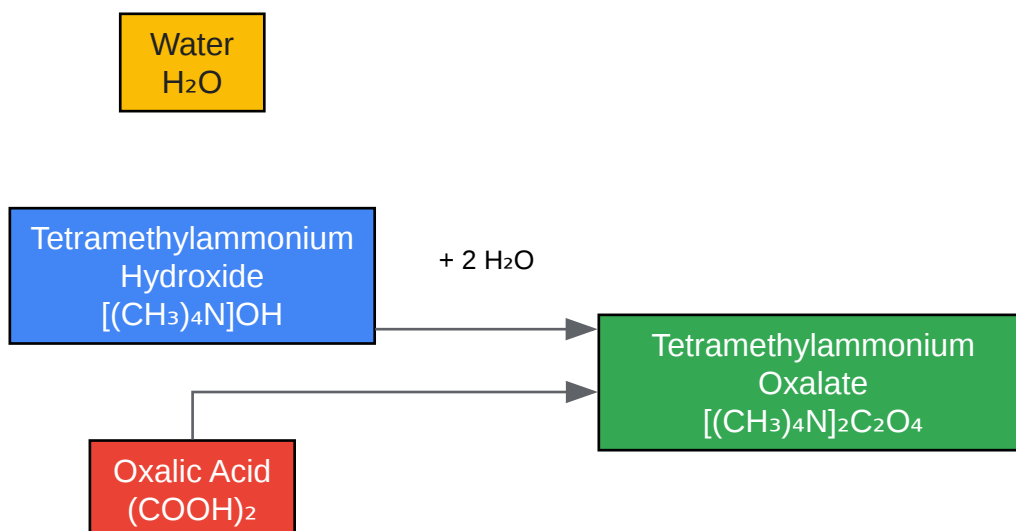 Water
H₂O
Tetramethylammonium
Hydroxide
[(CH₃)₄N]OH
+ 2 H₂O
Tetramethylammonium
Oxalate
[(CH₃)₄N]₂C₂O₄
Oxalic Acid
(COOH)₂